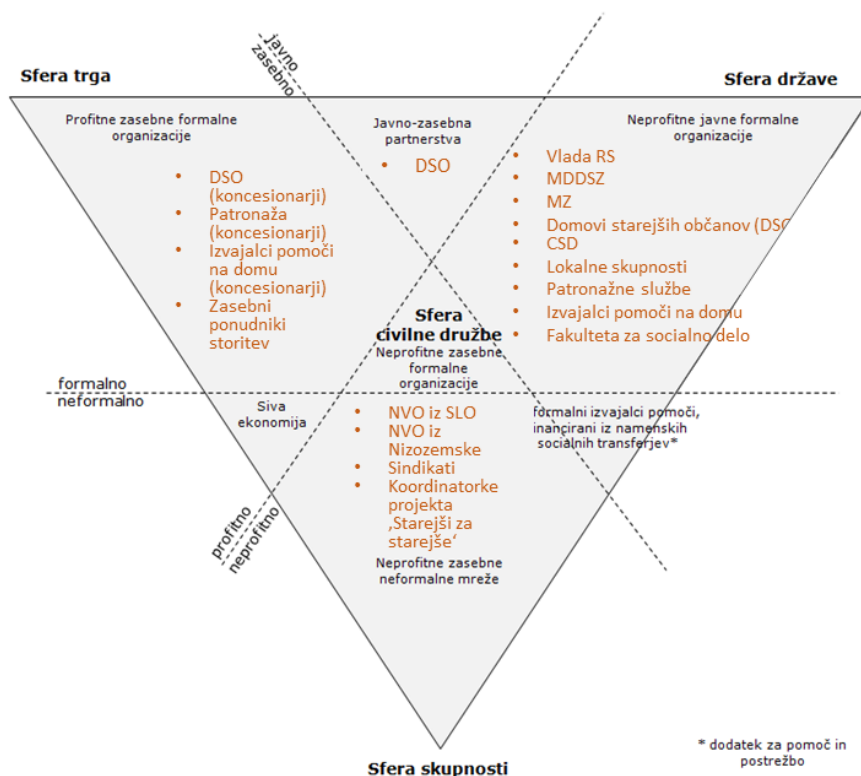 javno
zasebno
Sfera trga
Sfera države
Profitne zasebne formalne
organizacije
Javno-zasebna
partnerstva
Neprofitne javne formalne
organizacije
• DSO
(koncesionarji)
• Patronaža
(koncesionarji)
• Izvajalci pomoči
na domu
(koncesionarji)
• Zasebni
ponudniki
storitev
• DSO
• Vlada RS
• MDDSZ
• MZ
• Domovi starejših občanov (DSO
• CSD
• Lokalne skupnosti
• Patronažne službe
• Izvajalci pomoči na domu
• Fakulteta za socialno delo
Sfera
civilne družbe
Neprofitne zasebne
formalne
organizacije
formalno
neformalno
Siva
ekonomija
• NVO iz SLO
• NVO iz
Nizozemske
• Sindikati
• Koordinatorke
projekta
‚Starejši za
starejše‘
formalni izvajalci pomoči,
inancirani iz namenskih
socialnih transferjev*
profitno
neprofitno
Neprofitne zasebne
neformalne mreže
Sfera skupnosti
* dodatek za pomoč in
postrežbo